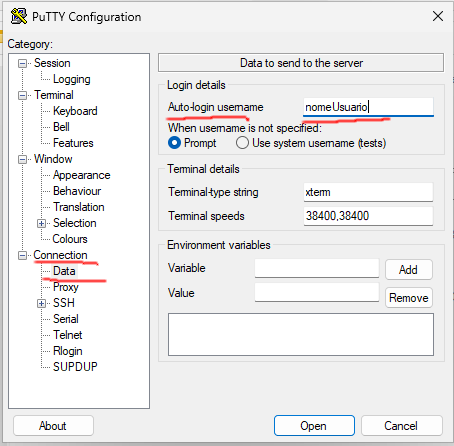 PuTTY Configuration
Category:
Session
Logging
Terminal
Keyboard
Bell
Features
Window
Appearance
Behaviour
Translation
Selection
Colours
Connection
Data
Proxy
SSH
Serial
Telnet
Rlogin
SUPDUP
Data to send to the server
Login details
Auto-login username nomeUsuario
When username is not specified:
Prompt Use system username (tests)
Terminal details
Terminal-type string xterm
Terminal speeds 38400,38400
Environment variables
Variable Add
Value Remove
About Open Cancel